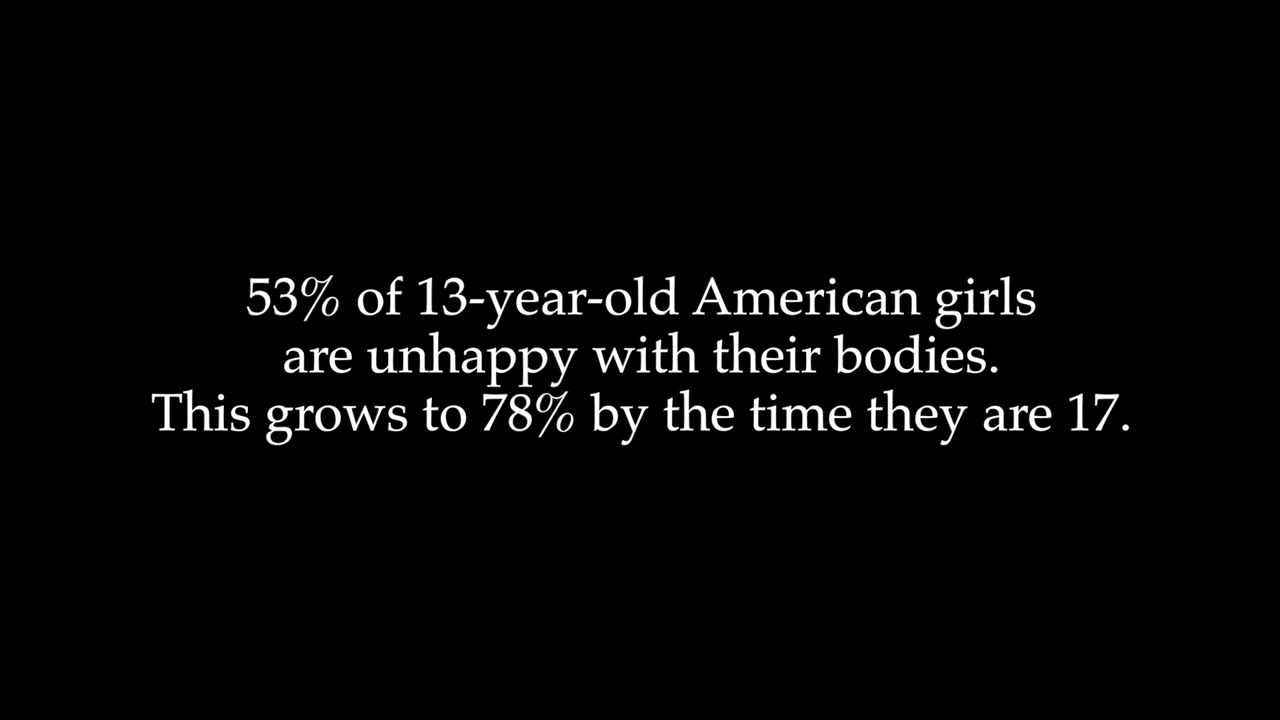 53% of 13-year-old American girls
are unhappy with their bodies.
This grows to 78% by the time they are 17.